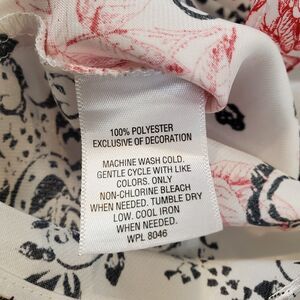 100% POLYESTER
EXCLUSIVE OF DECORATION
MACHINE WASH COLD.
GENTLE CYCLE WITH LIKE
COLORS. ONLY
NON-CHLORINE BLEACH
WHEN NEEDED. TUMBLE DRY
LOW. COOL IRON
WHEN NEEDED.
WPL 8046